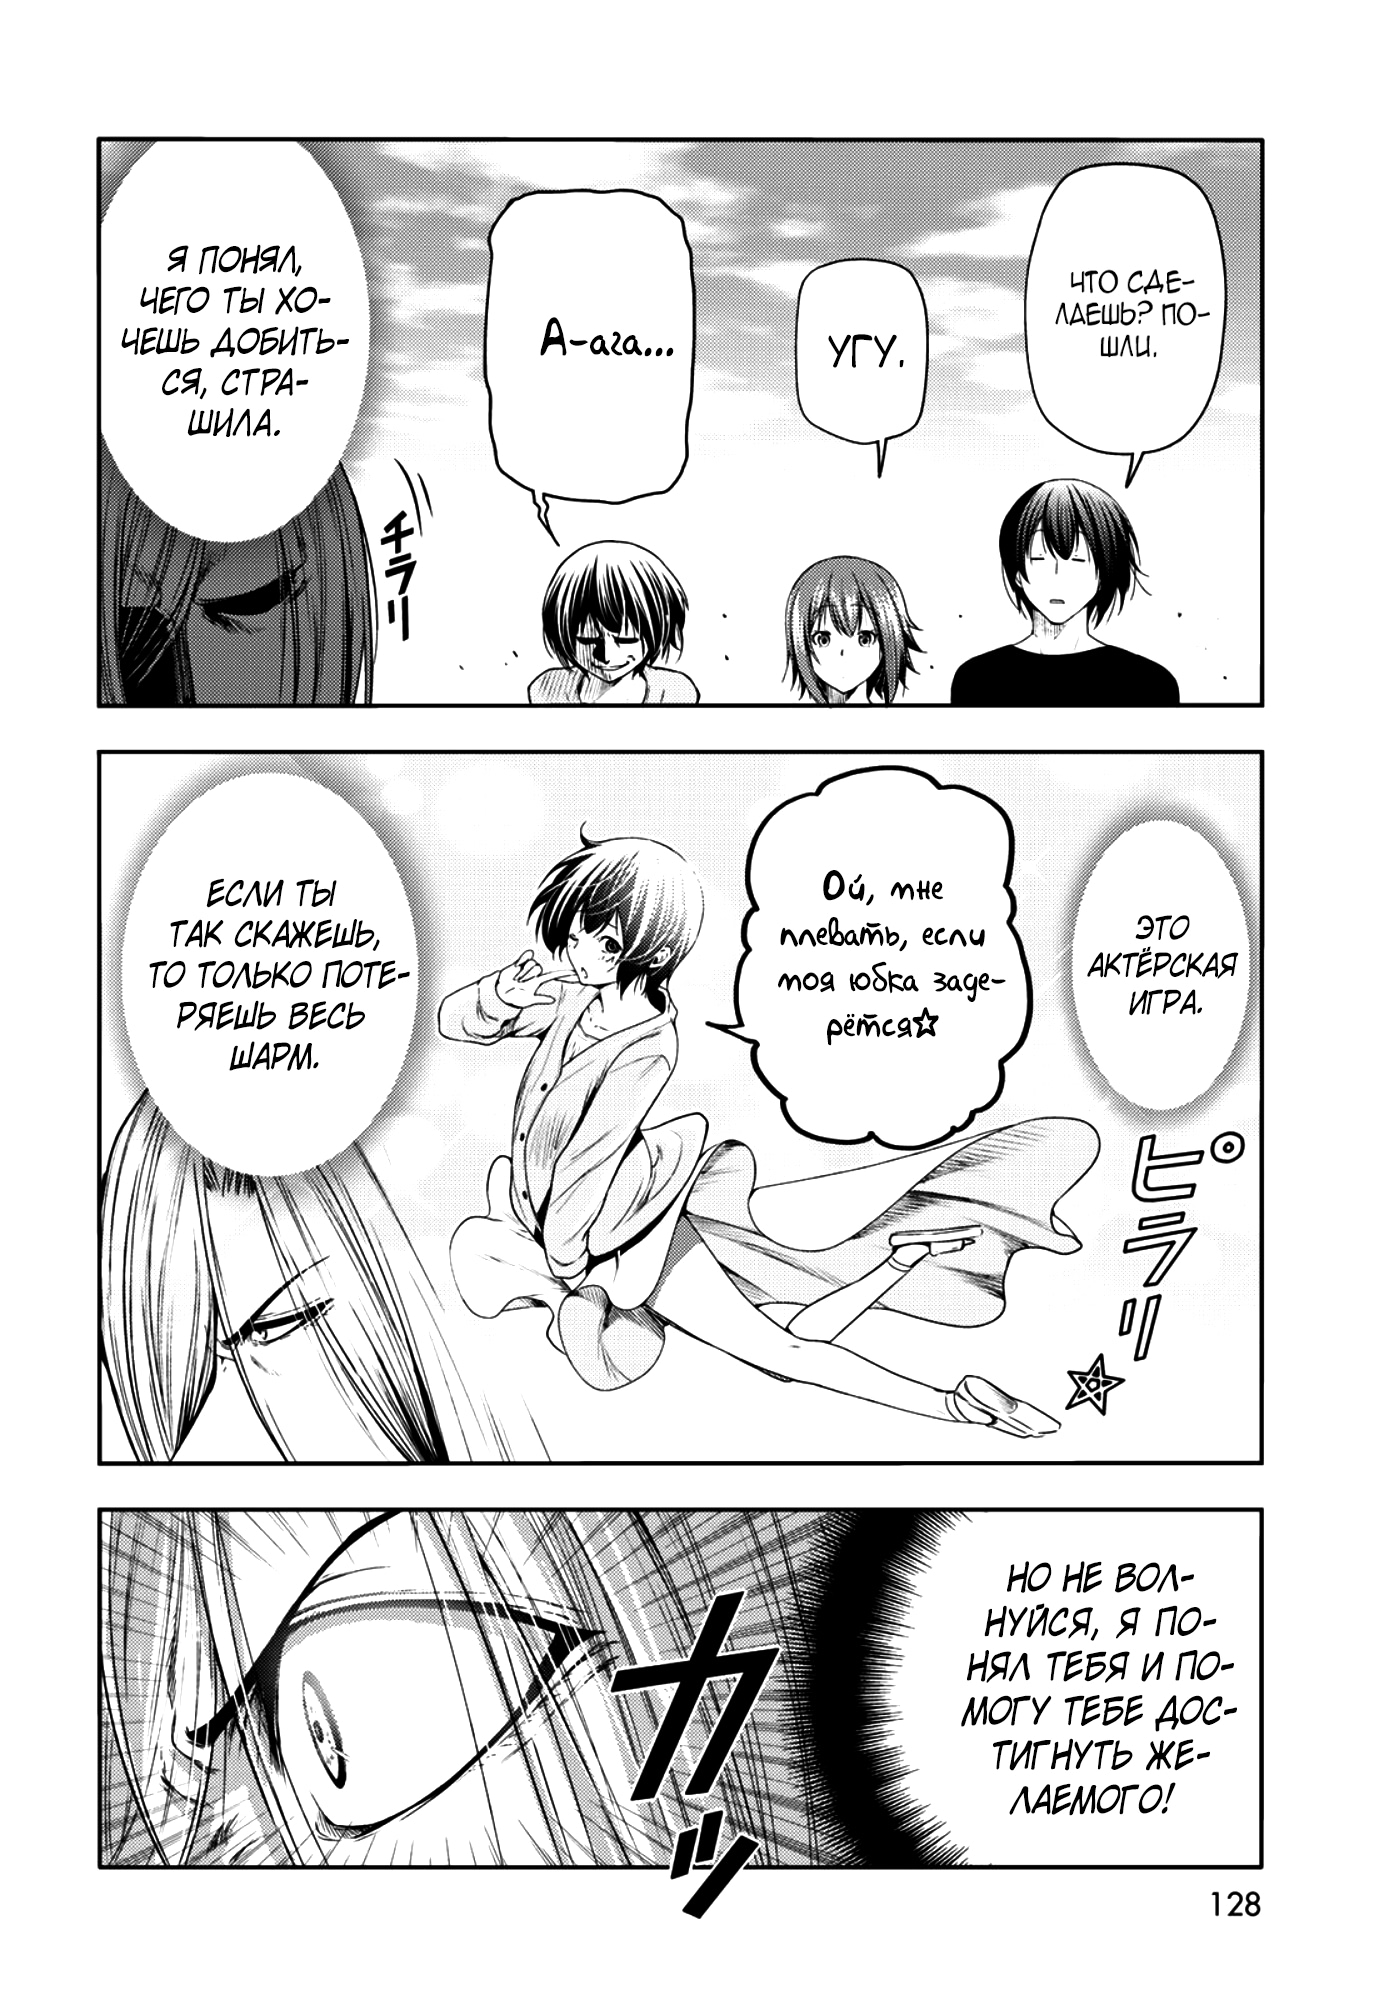 ЧТО СДЕ-
ЛАЕШЬ? ПО-
ШЛИ.
УГУ.
А-ага...
Я ПОНЯЛ,
ЧЕГО ТЫ ХО-
ЧЕШЬ ДОБИТЬ-
СЯ, СТРА-
ШИЛА.
チラリ
ЭТО
АКТЁРСКАЯ
ИГРА.
Ой, мне
плевать, если
моя юбка заде-
рётся☆
ピラリ
ЕСЛИ ТЫ
ТАК СКАЖЕШЬ,
ТО ТОЛЬКО ПОТЕ-
РЯЕШЬ ВЕСЬ
ШАРМ.
НО НЕ ВОЛ-
НУЙСЯ, Я ПО-
НЯЛ ТЕБЯ И ПО-
МОГУ ТЕБЕ ДОС-
ТИГНУТЬ ЖЕ-
ЛАЕМОГО!
カッ
128